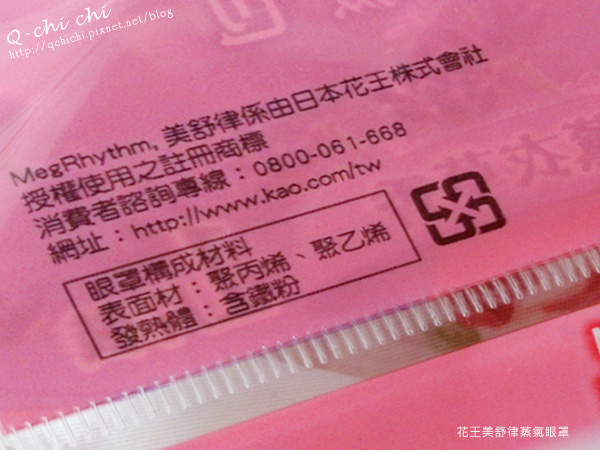 Q-chi chi
http://qchichi.pixnet.net/blog
MegRhythm, 美舒律係由日本花王株式會社
授權使用之註冊商標
消費者諮詢專線：0800-061-668
網址：http://www.kao.com/tw
眼罩構成材料
表面材：聚丙烯、聚乙烯
發熱體：含鐵粉
花王美舒律蒸氣眼罩